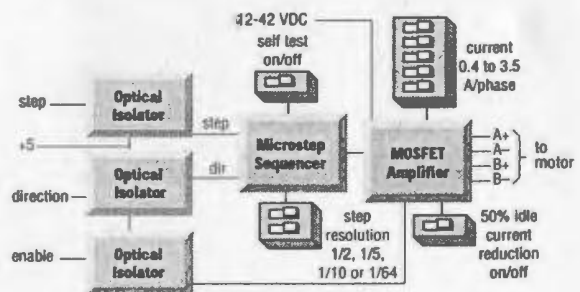 12-42 VDC
self test
on/off
current
0.4 to 3.5
A/phase
step
Optical
Isolator
step
+5
Microstep
Sequencer
MOSFET
Amplifier
A+
A-
B+
B-
to
motor
direction
Optical
Isolator
dir
step
resolution
1/2, 1/5,
1/10 or 1/64
50% idle
current
reduction
on/off
enable
Optical
Isolator